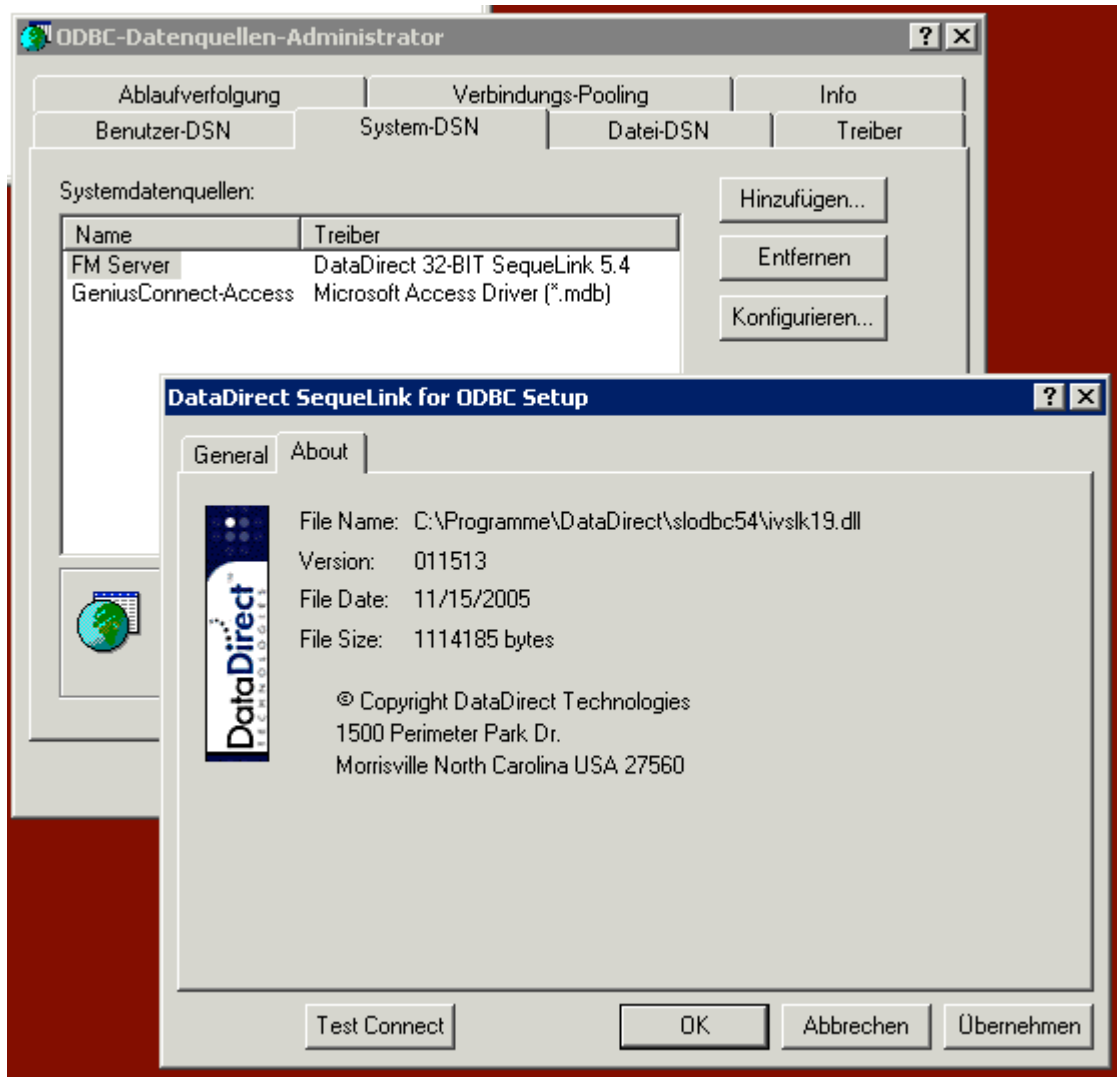 ODBC-Datenquellen-Administrator
Ablaufverfolgung Verbindungs-Pooling Info
Benutzer-DSN System-DSN Datei-DSN Treiber
Systemdatenquellen:
Name Treiber
FM Server DataDirect 32-BIT SequeLink 5.4
GeniusConnect-Access Microsoft Access Driver (*.mdb)
Hinzufügen...
Entfernen
Konfigurieren...
DataDirect SequeLink for ODBC Setup
General About
DataDirect™
TECHNOLOGIES
File Name: C:\Programme\DataDirect\slodbc54\ivslk19.dll
Version: 011513
File Date: 11/15/2005
File Size: 1114185 bytes
© Copyright DataDirect Technologies
1500 Perimeter Park Dr.
Morrisville North Carolina USA 27560
Test Connect OK Abbrechen Übernehmen